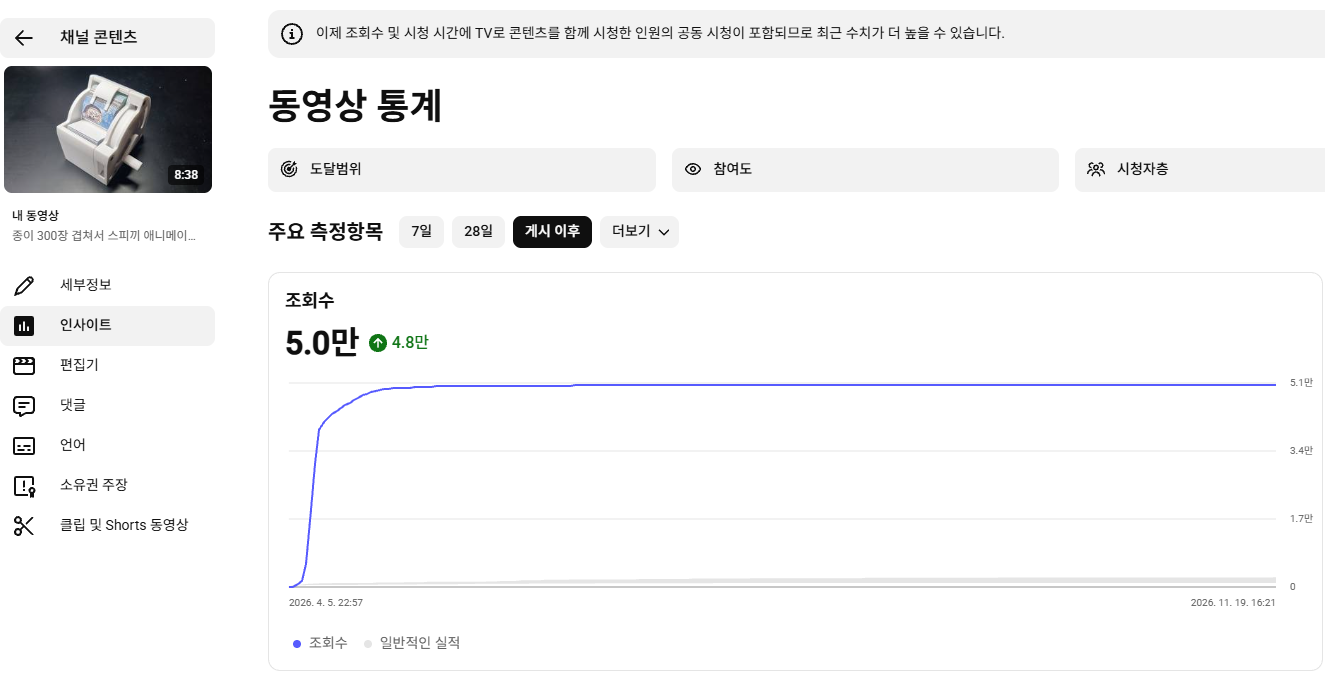 채널 콘텐츠
이제 조회수 및 시청 시간에 TV로 콘텐츠를 함께 시청한 인원의 공동 시청이 포함되므로 최근 수치가 더 높을 수 있습니다.
8:38
내 동영상
종이 300장 겹쳐서 스피끼 애니메이...
세부정보
인사이트
편집기
댓글
언어
소유권 주장
클립 및 Shorts 동영상
동영상 통계
도달범위
참여도
시청자층
주요 측정항목
7일
28일
게시 이후
더보기
조회수
5.0만
4.8만
5.1만
3.4만
1.7만
0
2026. 4. 5. 22:57
2026. 11. 19. 16:21
조회수
일반적인 실적